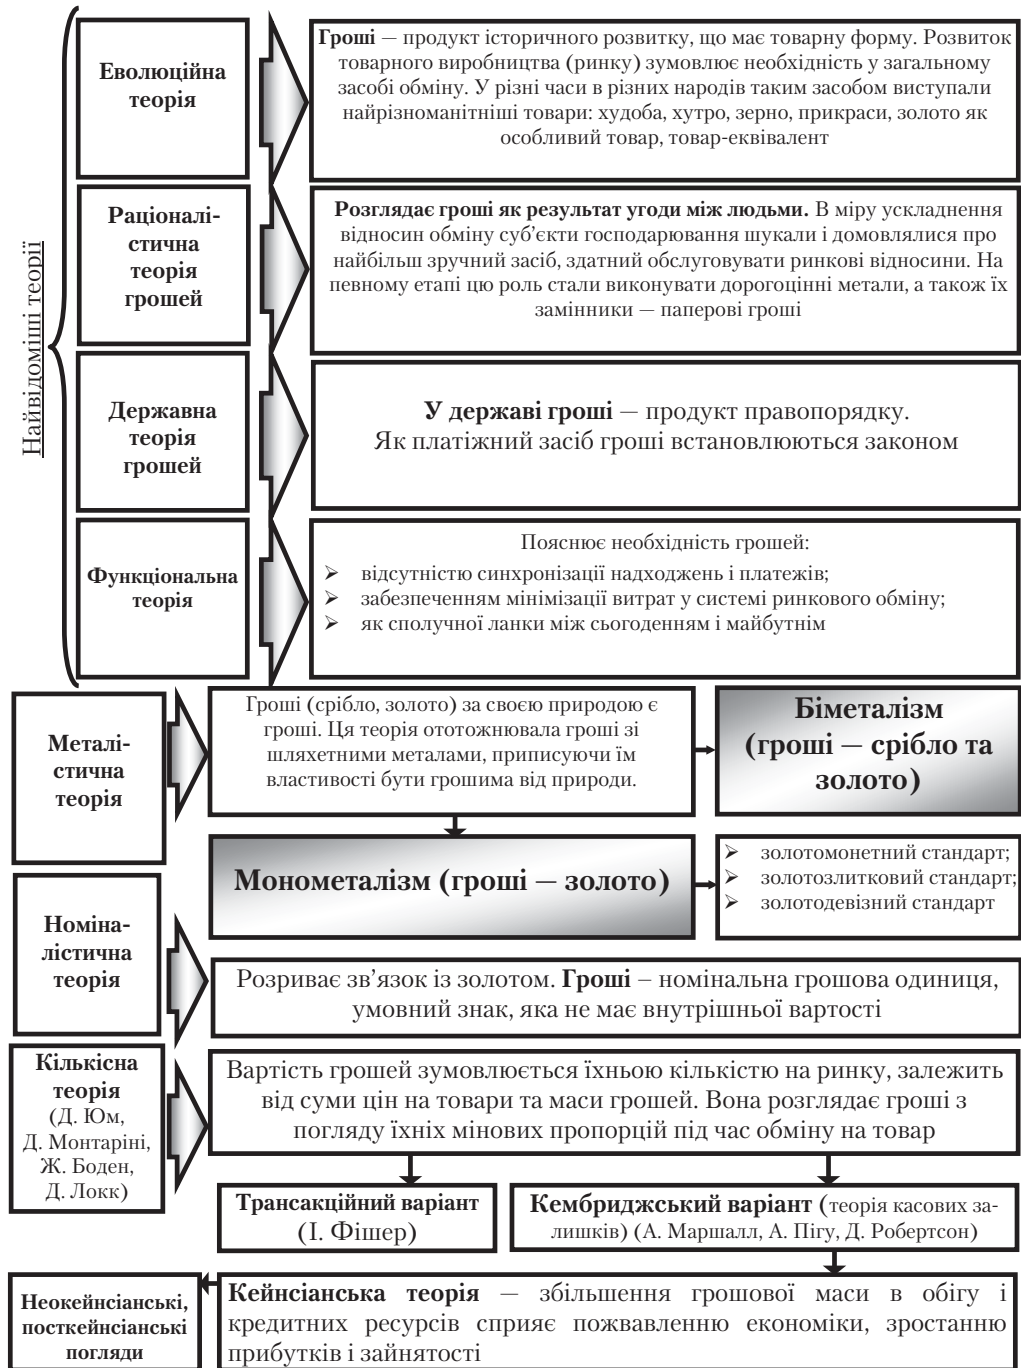 Найвідоміші теорії
Еволюційна
теорія
Гроші — продукт історичного розвитку, що має товарну форму. Розвиток
товарного виробництва (ринку) зумовлює необхідність у загальному
засобі обміну. У різні часи в різних народів таким засобом виступали
найрізноманітніші товари: худоба, хутро, зерно, прикраси, золото як
особливий товар, товар-еквівалент
Раціоналі-
стична
теорія
грошей
Розглядає гроші як результат угоди між людьми. В міру ускладнення
відносин обміну суб’єкти господарювання шукали і домовлялися про
найбільш зручний засіб, здатний обслуговувати ринкові відносини. На
певному етапі цю роль стали виконувати дорогоцінні метали, а також їх
замінники — паперові гроші
Державна
теорія
грошей
У державі гроші — продукт правопорядку.
Як платіжний засіб гроші встановлюються законом
Функціональна
теорія
Пояснює необхідність грошей:
➢ відсутністю синхронізації надходжень і платежів;
➢ забезпеченням мінімізації витрат у системі ринкового обміну;
➢ як сполучної ланки між сьогоденням і майбутнім
Металі-
стична
теорія
Гроші (срібло, золото) за своєю природою є
гроші. Ця теорія ототожнювала гроші зі
шляхетними металами, приписуючи їм
властивості бути грошима від природи.
Біметалізм
(гроші — срібло та
золото)
Монометалізм (гроші — золото)
➢ золотомонетний стандарт;
➢ золотозлитковий стандарт;
➢ золотодевізний стандарт
Номіна-
лістична
теорія
Розриває зв’язок із золотом. Гроші – номінальна грошова одиниця,
умовний знак, яка не має внутрішньої вартості
Кількісна
теорія
(Д. Юм,
Д. Монтаріні,
Ж. Боден,
Д. Локк)
Вартість грошей зумовлюється їхньою кількістю на ринку, залежить
від суми цін на товари та маси грошей. Вона розглядає гроші з
погляду їхніх мінових пропорцій під час обміну на товар
Трансакційний варіант
(І. Фішер)
Кембриджський варіант (теорія касових за-
лишків) (А. Маршалл, А. Пігу, Д. Робертсон)
Неокейнсіанські,
посткейнсіанські
погляди
Кейнсіанська теорія — збільшення грошової маси в обігу і
кредитних ресурсів сприяє пожвавленню економіки, зростанню
прибутків і зайнятості